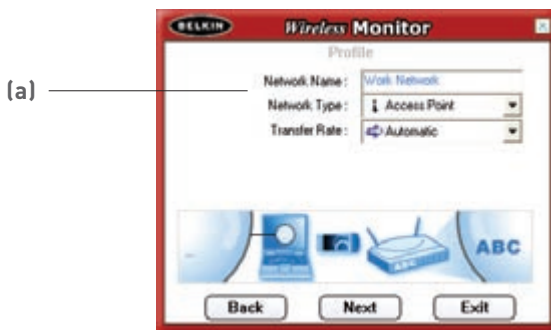 BELKIN Wireless Monitor
Profile
(a)
Network Name: Work Network
Network Type: Access Point
Transfer Rate: Automatic
ABC
ABC
Back Next Exit